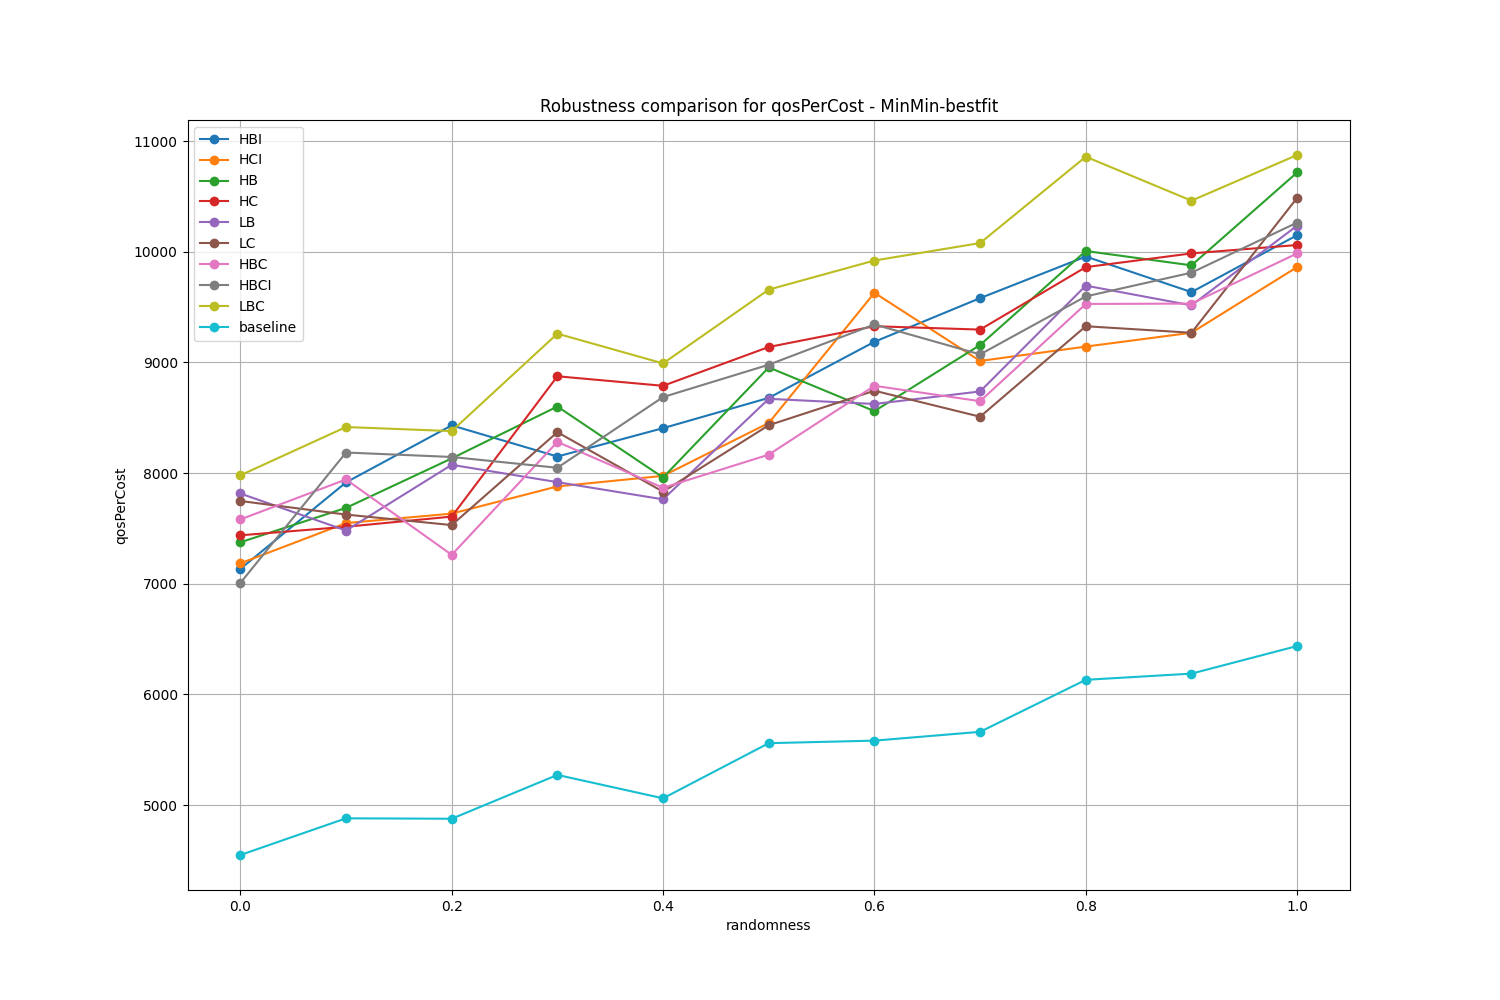 Robustness comparison for qosPerCost - MinMin-bestfit
11000
10000
9000
8000
7000
6000
5000
qosPerCost
HBI
HCI
HB
HC
LB
LC
HBC
HBCI
LBC
baseline
0.0 0.2 0.4 0.6 0.8 1.0
randomness